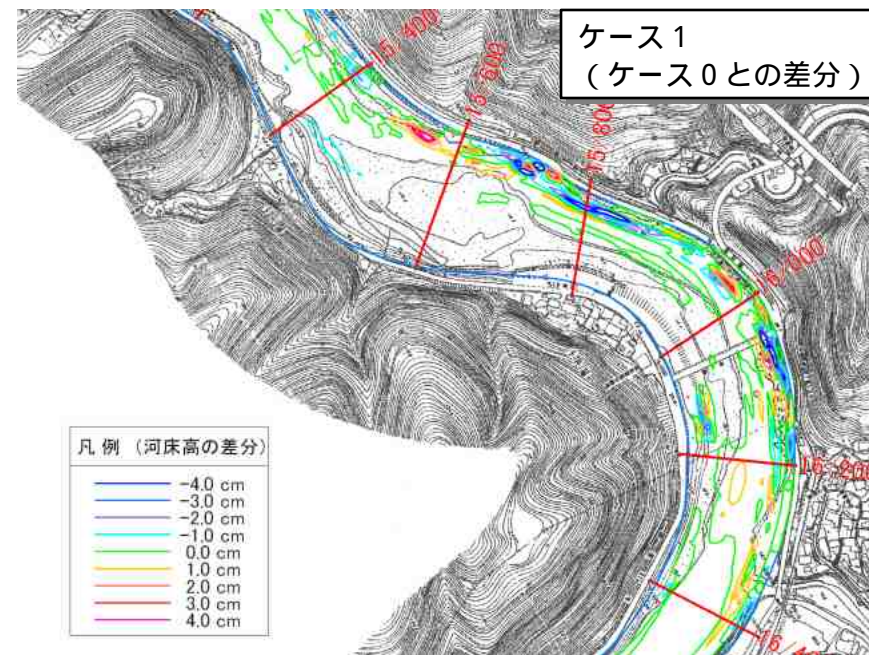 ケース1
（ケース0との差分）
15/400
15/600
15/800
16/000
16/200
16/40
凡例 （河床高の差分）
-4.0 cm
-3.0 cm
-2.0 cm
-1.0 cm
0.0 cm
1.0 cm
2.0 cm
3.0 cm
4.0 cm